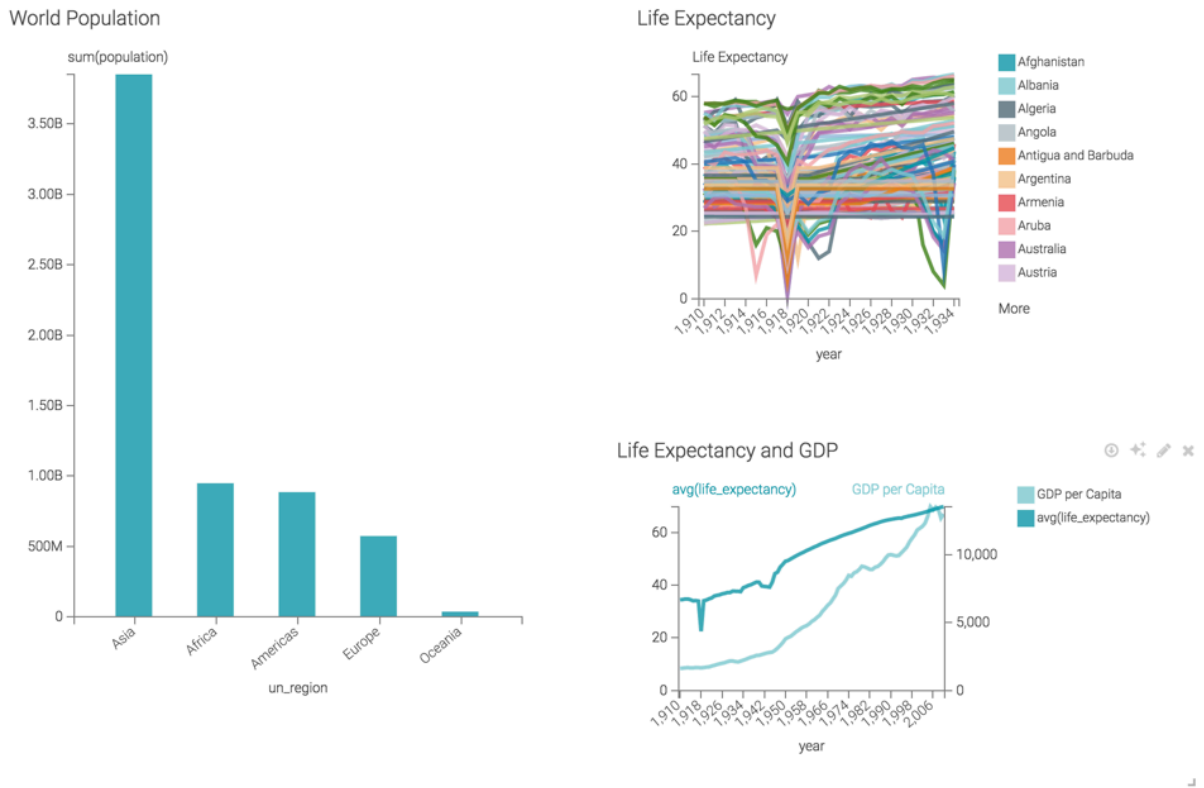 World Population
sum(population)
3.50B
3.00B
2.50B
2.00B
1.50B
1.00B
500M
0
Asia
Africa
Americas
Europe
Oceania
un_region
Life Expectancy
Life Expectancy
60
40
20
0
1,910
1,912
1,914
1,916
1,918
1,920
1,922
1,924
1,926
1,928
1,930
1,932
1,934
year
Afghanistan
Albania
Algeria
Angola
Antigua and Barbuda
Argentina
Armenia
Aruba
Australia
Austria
More
Life Expectancy and GDP
avg(life_expectancy)
GDP per Capita
60
40
20
0
10,000
5,000
0
1,910
1,918
1,926
1,934
1,942
1,950
1,958
1,966
1,974
1,982
1,990
1,998
2,006
year
GDP per Capita
avg(life_expectancy)